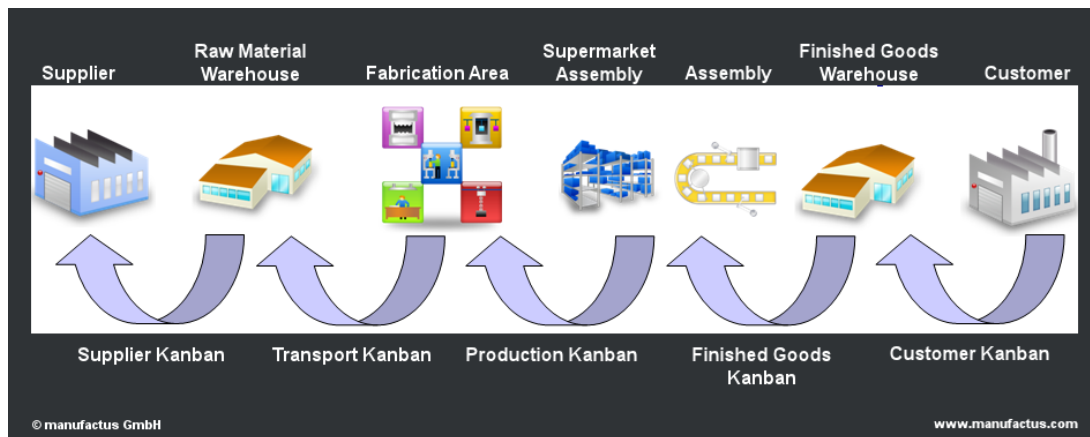 Supplier
Raw Material
Warehouse
Fabrication Area
Supermarket
Assembly
Assembly
Finished Goods
Warehouse
Customer
Supplier Kanban
Transport Kanban
Production Kanban
Finished Goods
Kanban
Customer Kanban
© manufactus GmbH
www.manufactus.com